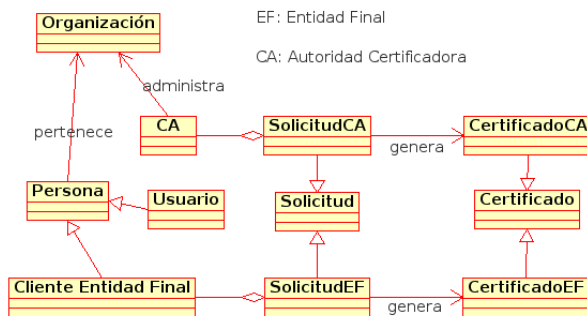 Organización
EF: Entidad Final
CA: Autoridad Certificadora
administra
pertenece
CA
SolicitudCA
genera
CertificadoCA
Persona
Usuario
Solicitud
Certificado
Cliente Entidad Final
SolicitudEF
genera
CertificadoEF